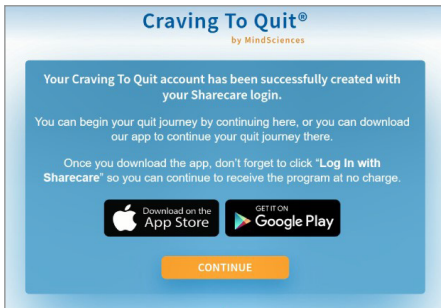 Craving To Quit®
by MindSciences
Your Craving To Quit account has been successfully created with
your Sharecare login.
You can begin your quit journey by continuing here, or you can download
our app to continue your quit journey there.
Once you download the app, don't forget to click “Log In with
Sharecare” so you can continue to receive the program at no charge.
Download on the
App Store
GET IT ON
Google Play
CONTINUE